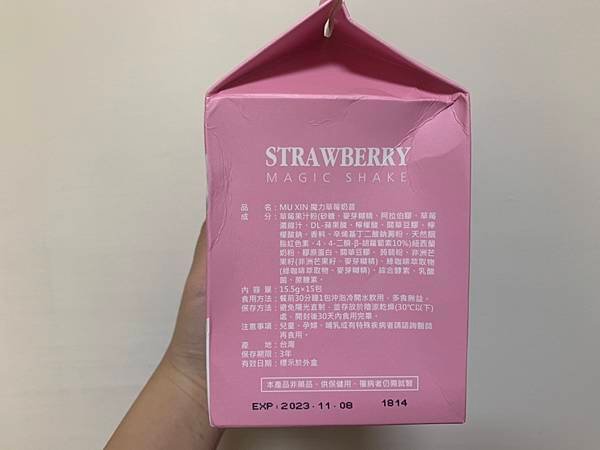 STRAWBERRY
MAGIC SHAKE
品　名：MU XIN 魔力草莓奶昔
成　分：草莓果汁粉(砂糖、麥芽糊精、阿拉伯膠、草莓
濃縮汁、DL-蘋果酸、檸檬酸、關華豆膠、檸
檬酸鈉、香料、辛烯基丁二酸鈉澱粉、天然胭
脂紅色素、4，4-二酮-β-胡蘿蔔素10%)紐西蘭
奶粉、膠原蛋白、關華豆膠、蒟蒻粉、非洲芒
果籽(非洲芒果籽、麥芽糊精)、綠咖啡萃取物
(綠咖啡萃取物、麥芽糊精)、綜合酵素、乳酸
菌、蔗糖素。
內 容 量：15.5g×15包
食用方法：餐前30分鐘1包沖泡冷開水飲用，多食無益。
保存方法：避免陽光直射，並存放於陰涼乾燥(30℃以下)
處，開封後30天內食用完畢。
注意事項：兒童、孕婦、哺乳或有特殊疾病者請諮詢醫師
再食用。
產　地：台灣
保存期限：3年
有效日期：標示於外盒
本產品非藥品，供保健用，罹病者仍需就醫
EXP:2023.11.08 1814